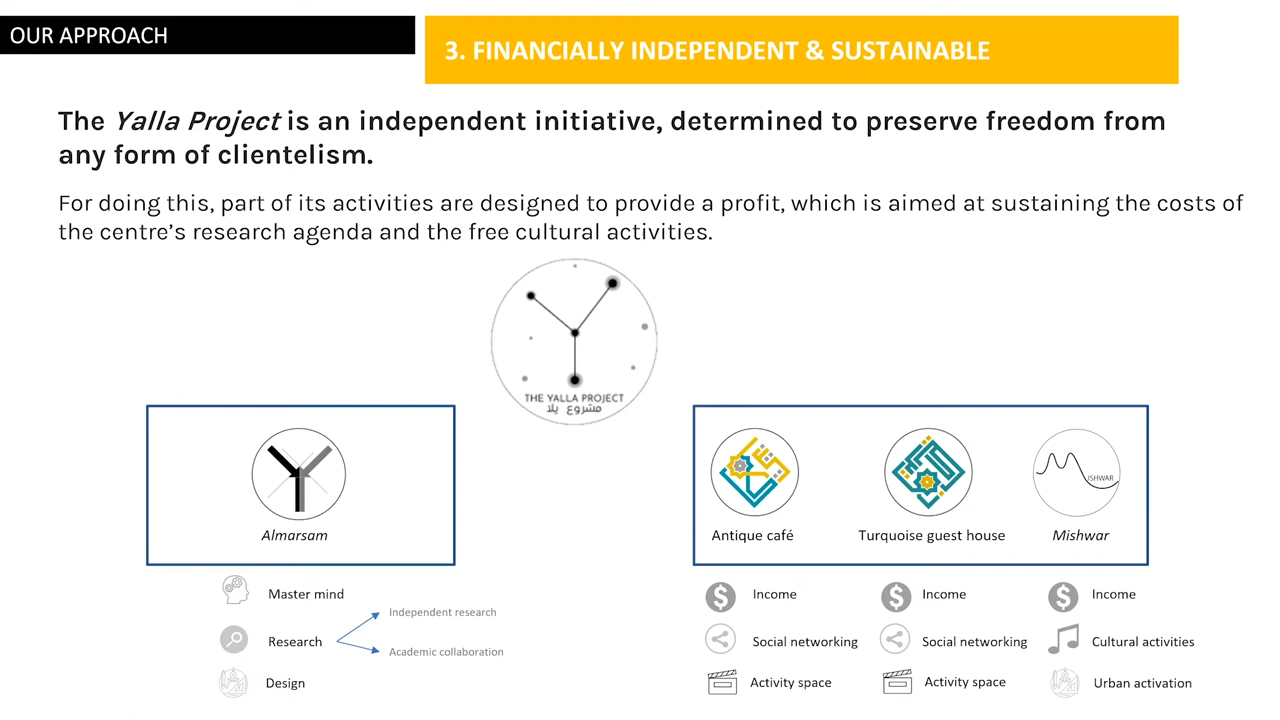 OUR APPROACH
3. FINANCIALLY INDEPENDENT & SUSTAINABLE
The Yalla Project is an independent initiative, determined to preserve freedom from
any form of clientelism.
For doing this, part of its activities are designed to provide a profit, which is aimed at sustaining the costs of
the centre’s research agenda and the free cultural activities.
THE YALLA PROJECT
مشروع يلا
Almarsam
Master mind
Research
Independent research
Academic collaboration
Design
ISHWAR
Antique café
Turquoise guest house
Mishwar
Income
Income
Income
Social networking
Social networking
Cultural activities
Activity space
Activity space
Urban activation